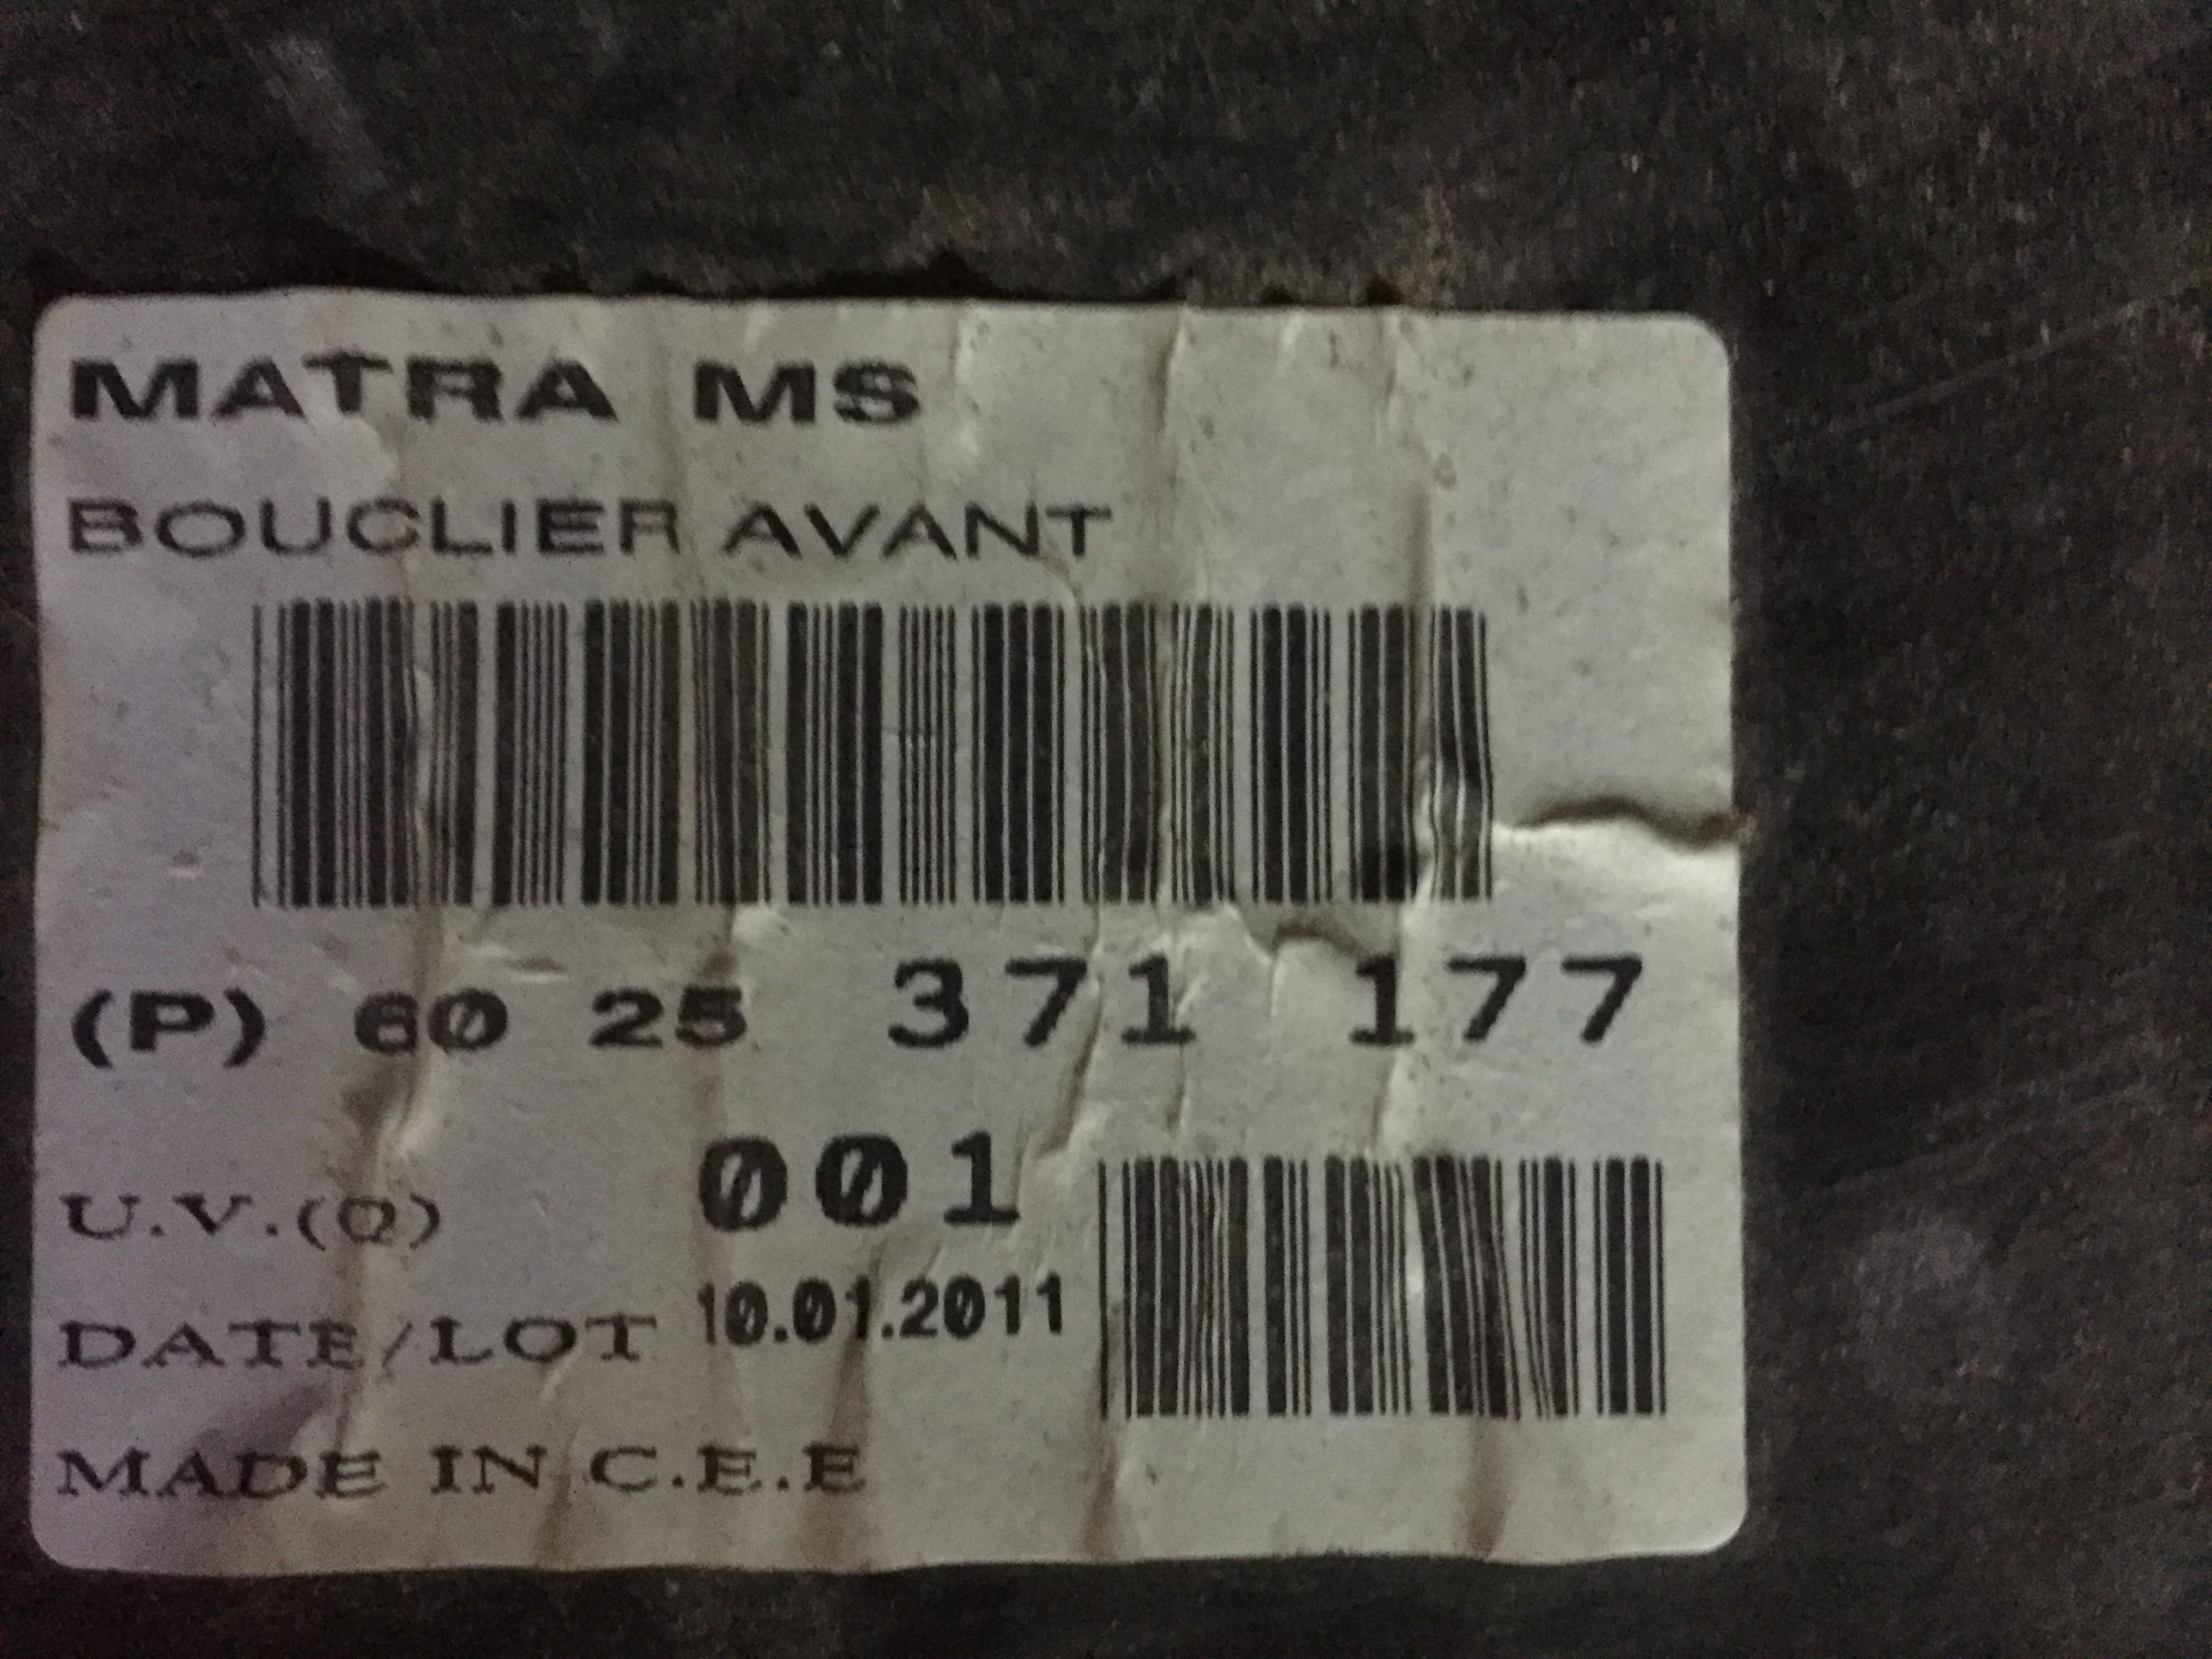 MATRA MS
BOUCLIER AVANT
(P) 60 25 371 177
U.V.(Q) 001
DATE/LOT 10.01.2011
MADE IN C.E.E